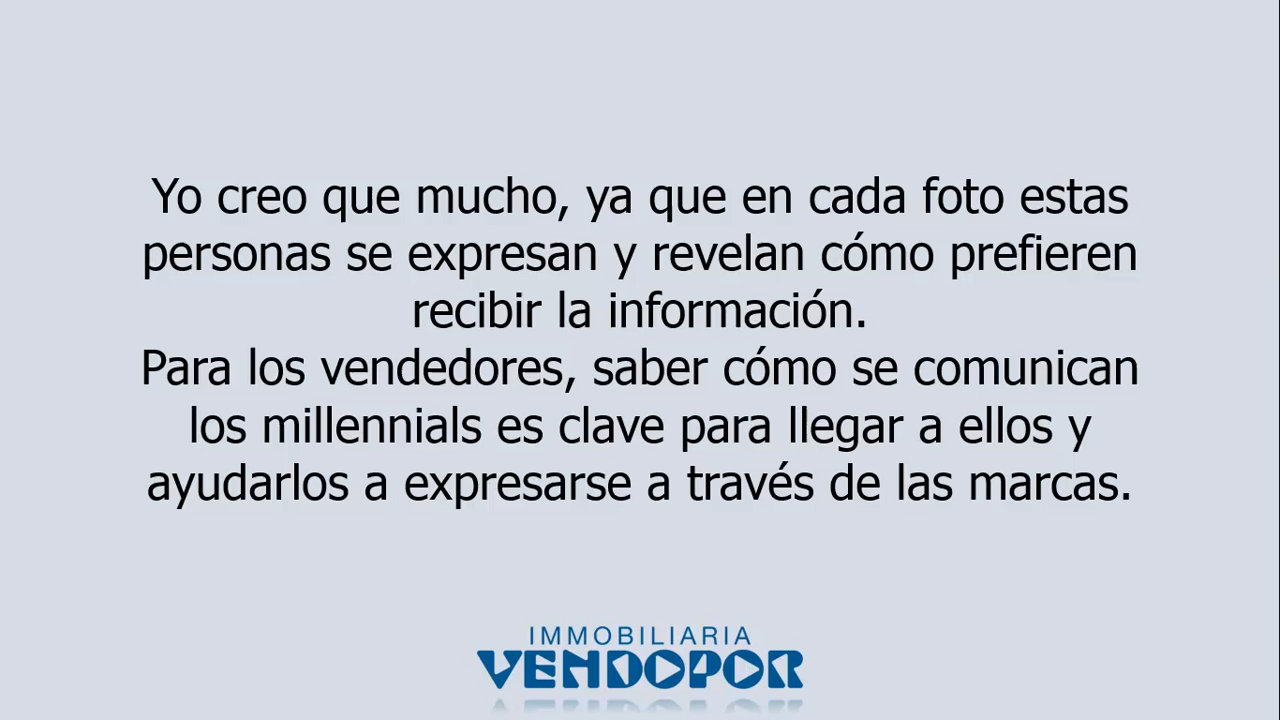 Yo creo que mucho, ya que en cada foto estas
personas se expresan y revelan cómo prefieren
recibir la información.
Para los vendedores, saber cómo se comunican
los millennials es clave para llegar a ellos y
ayudarlos a expresarse a través de las marcas.
IMMOBILIARIA
VENDOPOR